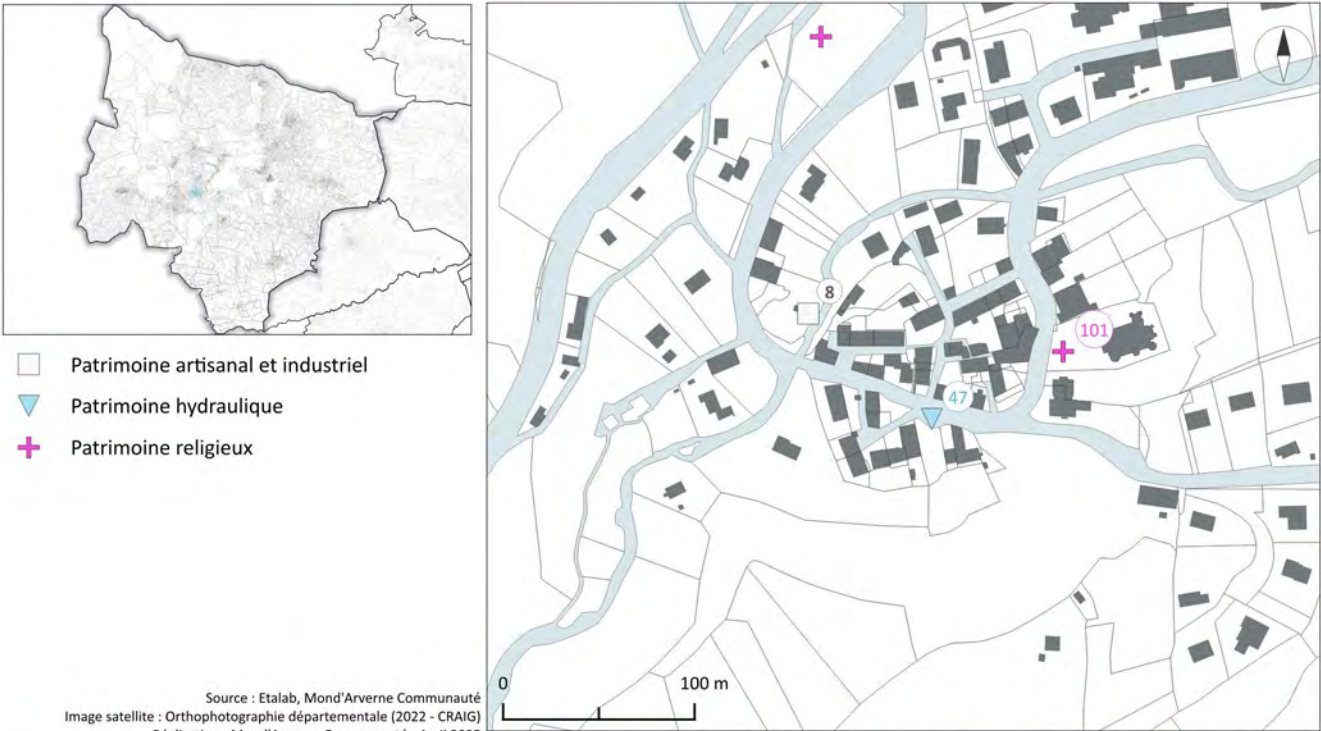 Patrimoine artisanal et industriel
Patrimoine hydraulique
Patrimoine religieux
Source : Etalab, Mond'Arverne Communauté
Image satellite : Orthophotographie départementale (2022 - CRAIG)
8
101
47
0 100 m